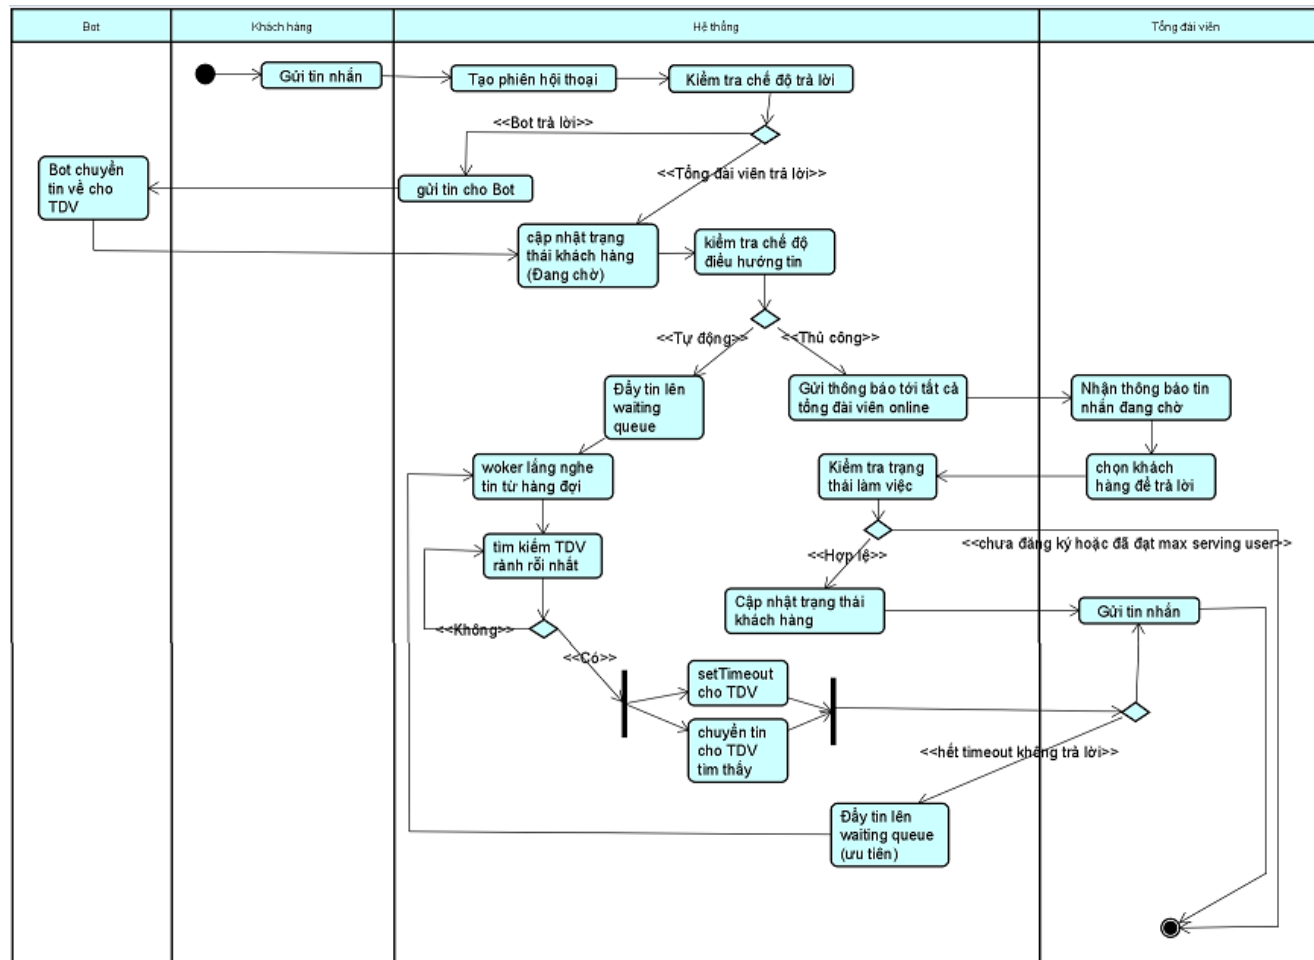 Bot
Khách hàng
Hệ thống
Tổng đài viên
Gửi tin nhắn
Tạo phiên hội thoại
Kiểm tra chế độ trả lời
<<Bot trả lời>>
<<Tổng đài viên trả lời>>
Bot chuyển
tin về cho
TDV
gửi tin cho Bot
cập nhật trạng
thái khách hàng
(Đang chờ)
kiểm tra chế độ
điều hướng tin
<<Tự động>>
<<Thủ công>>
Đẩy tin lên
waiting
queue
Gửi thông báo tới tất cả
tổng đài viên online
Nhận thông báo tin
nhắn đang chờ
woker lắng nghe
tin từ hàng đợi
Kiểm tra trạng
thái làm việc
chọn khách
hàng để trả lời
tìm kiếm TDV
rảnh rỗi nhất
<<chưa đăng ký hoặc đã đạt max serving user>>
<<Hợp lệ>>
Cập nhật trạng thái
khách hàng
Gửi tin nhắn
<<Không>>
<<Có>>
setTimeout
cho TDV
chuyển tin
cho TDV
tìm thấy
<<hết timeout không trả lời>>
Đẩy tin lên
waiting queue
(ưu tiên)